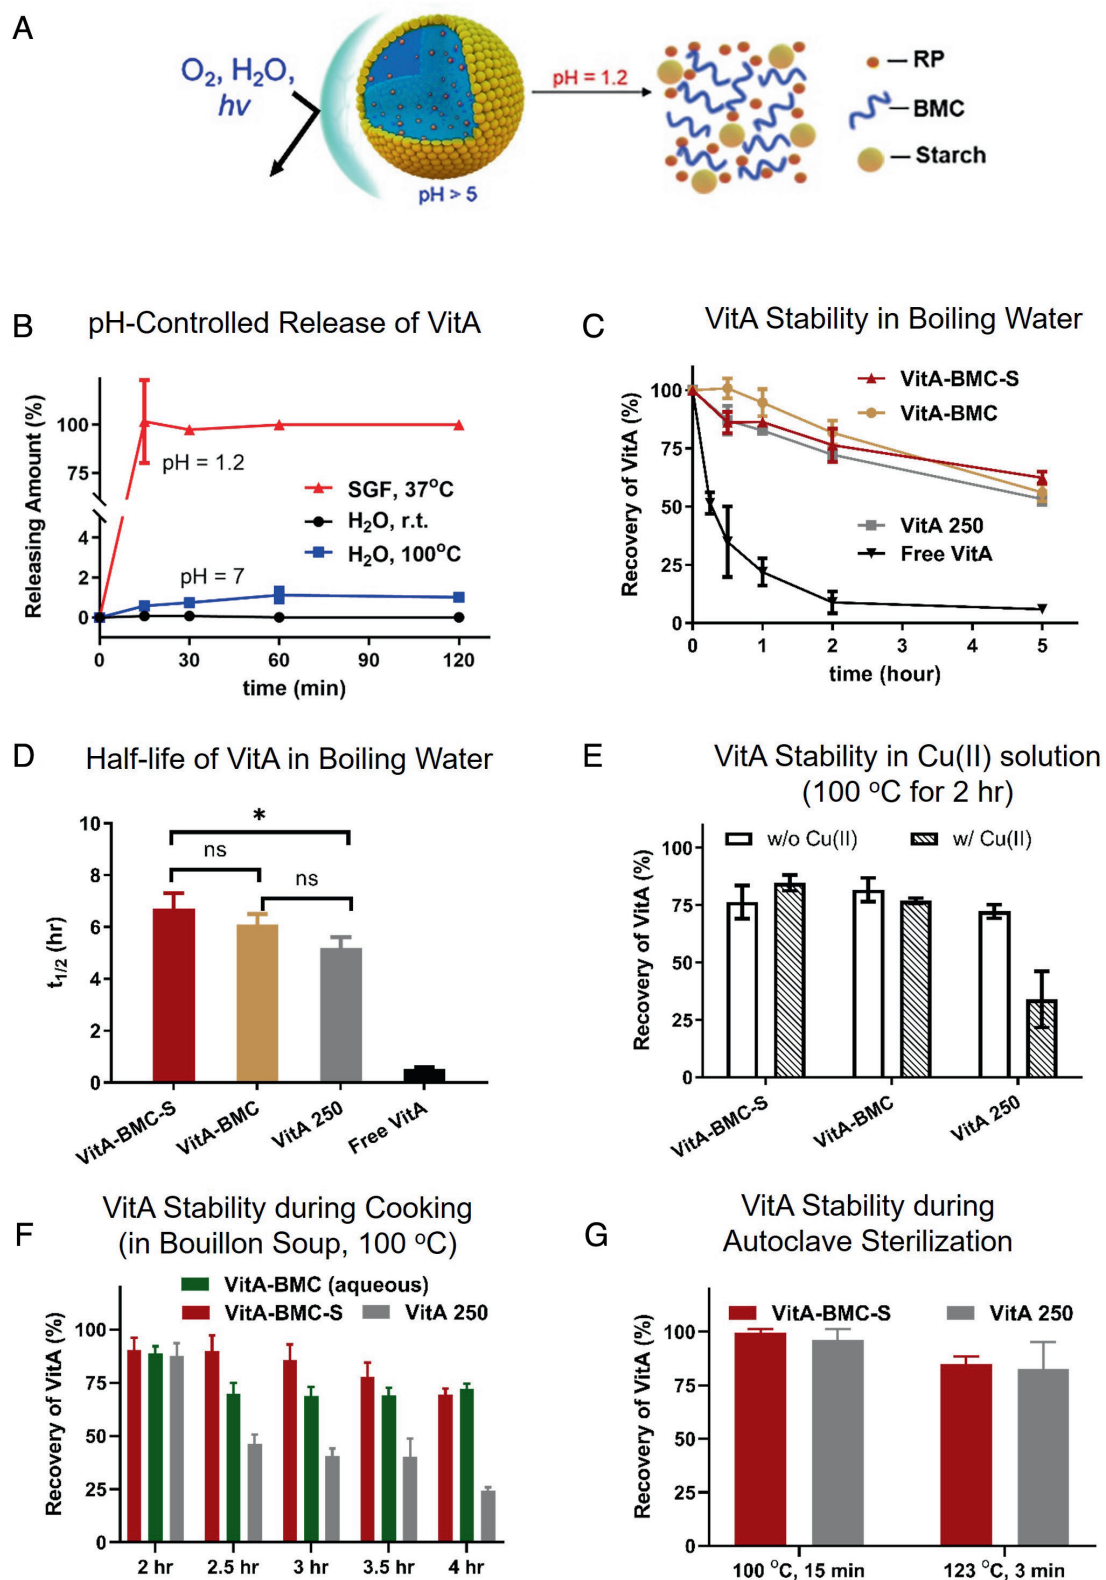 A
O2, H2O,
hv
pH > 5
pH = 1.2
RP
BMC
Starch
B
pH-Controlled Release of VitA
Releasing Amount (%)
100
75
4
2
0
pH = 1.2
SGF, 37°C
H2O, r.t.
H2O, 100°C
pH = 7
0 30 60 90 120
time (min)
C
VitA Stability in Boiling Water
Recovery of VitA (%)
100
75
50
25
0
VitA-BMC-S
VitA-BMC
VitA 250
Free VitA
0 1 2 3 4 5
time (hour)
D
Half-life of VitA in Boiling Water
t1/2 (hr)
10
8
6
4
2
0
*
ns
ns
VitA-BMC-S
VitA-BMC
VitA 250
Free VitA
E
VitA Stability in Cu(II) solution
(100 °C for 2 hr)
Recovery of VitA (%)
100
75
50
25
0
w/o Cu(II) w/ Cu(II)
VitA-BMC-S
VitA-BMC
VitA 250
F
VitA Stability during Cooking
(in Bouillon Soup, 100 °C)
VitA-BMC (aqueous)
VitA-BMC-S VitA 250
Recovery of VitA (%)
100
75
50
25
0
2 hr 2.5 hr 3 hr 3.5 hr 4 hr
G
VitA Stability during
Autoclave Sterilization
VitA-BMC-S VitA 250
Recovery of VitA (%)
100
75
50
25
0
100 °C, 15 min 123 °C, 3 min